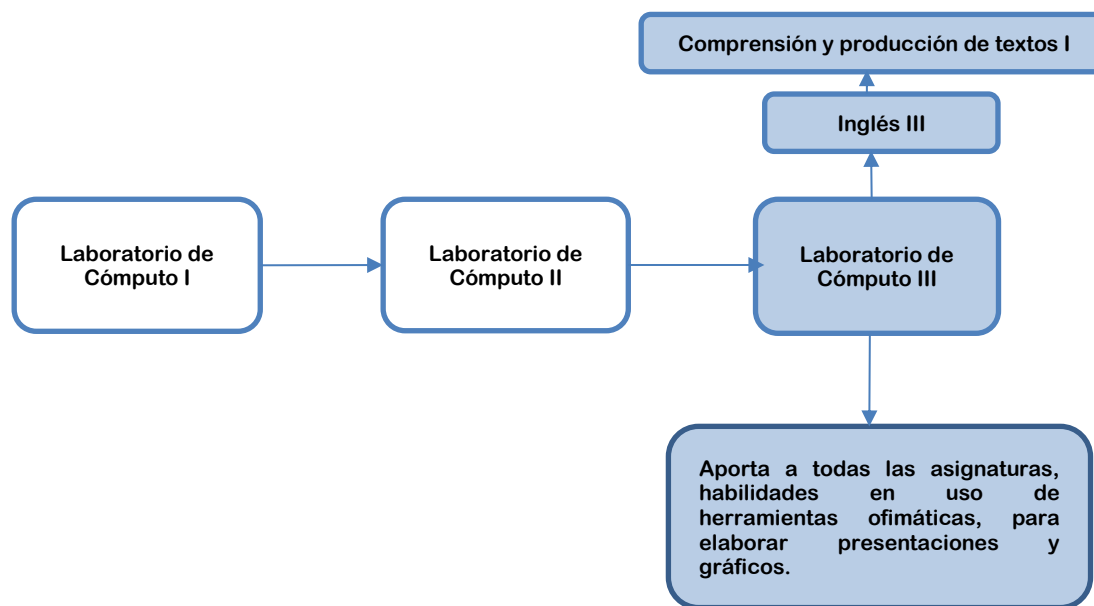 Comprensión y producción de textos I
Inglés III
Laboratorio de
Cómputo I
Laboratorio de
Cómputo II
Laboratorio de
Cómputo III
Aporta a todas las asignaturas,
habilidades en uso de
herramientas ofimáticas, para
elaborar presentaciones y
gráficos.